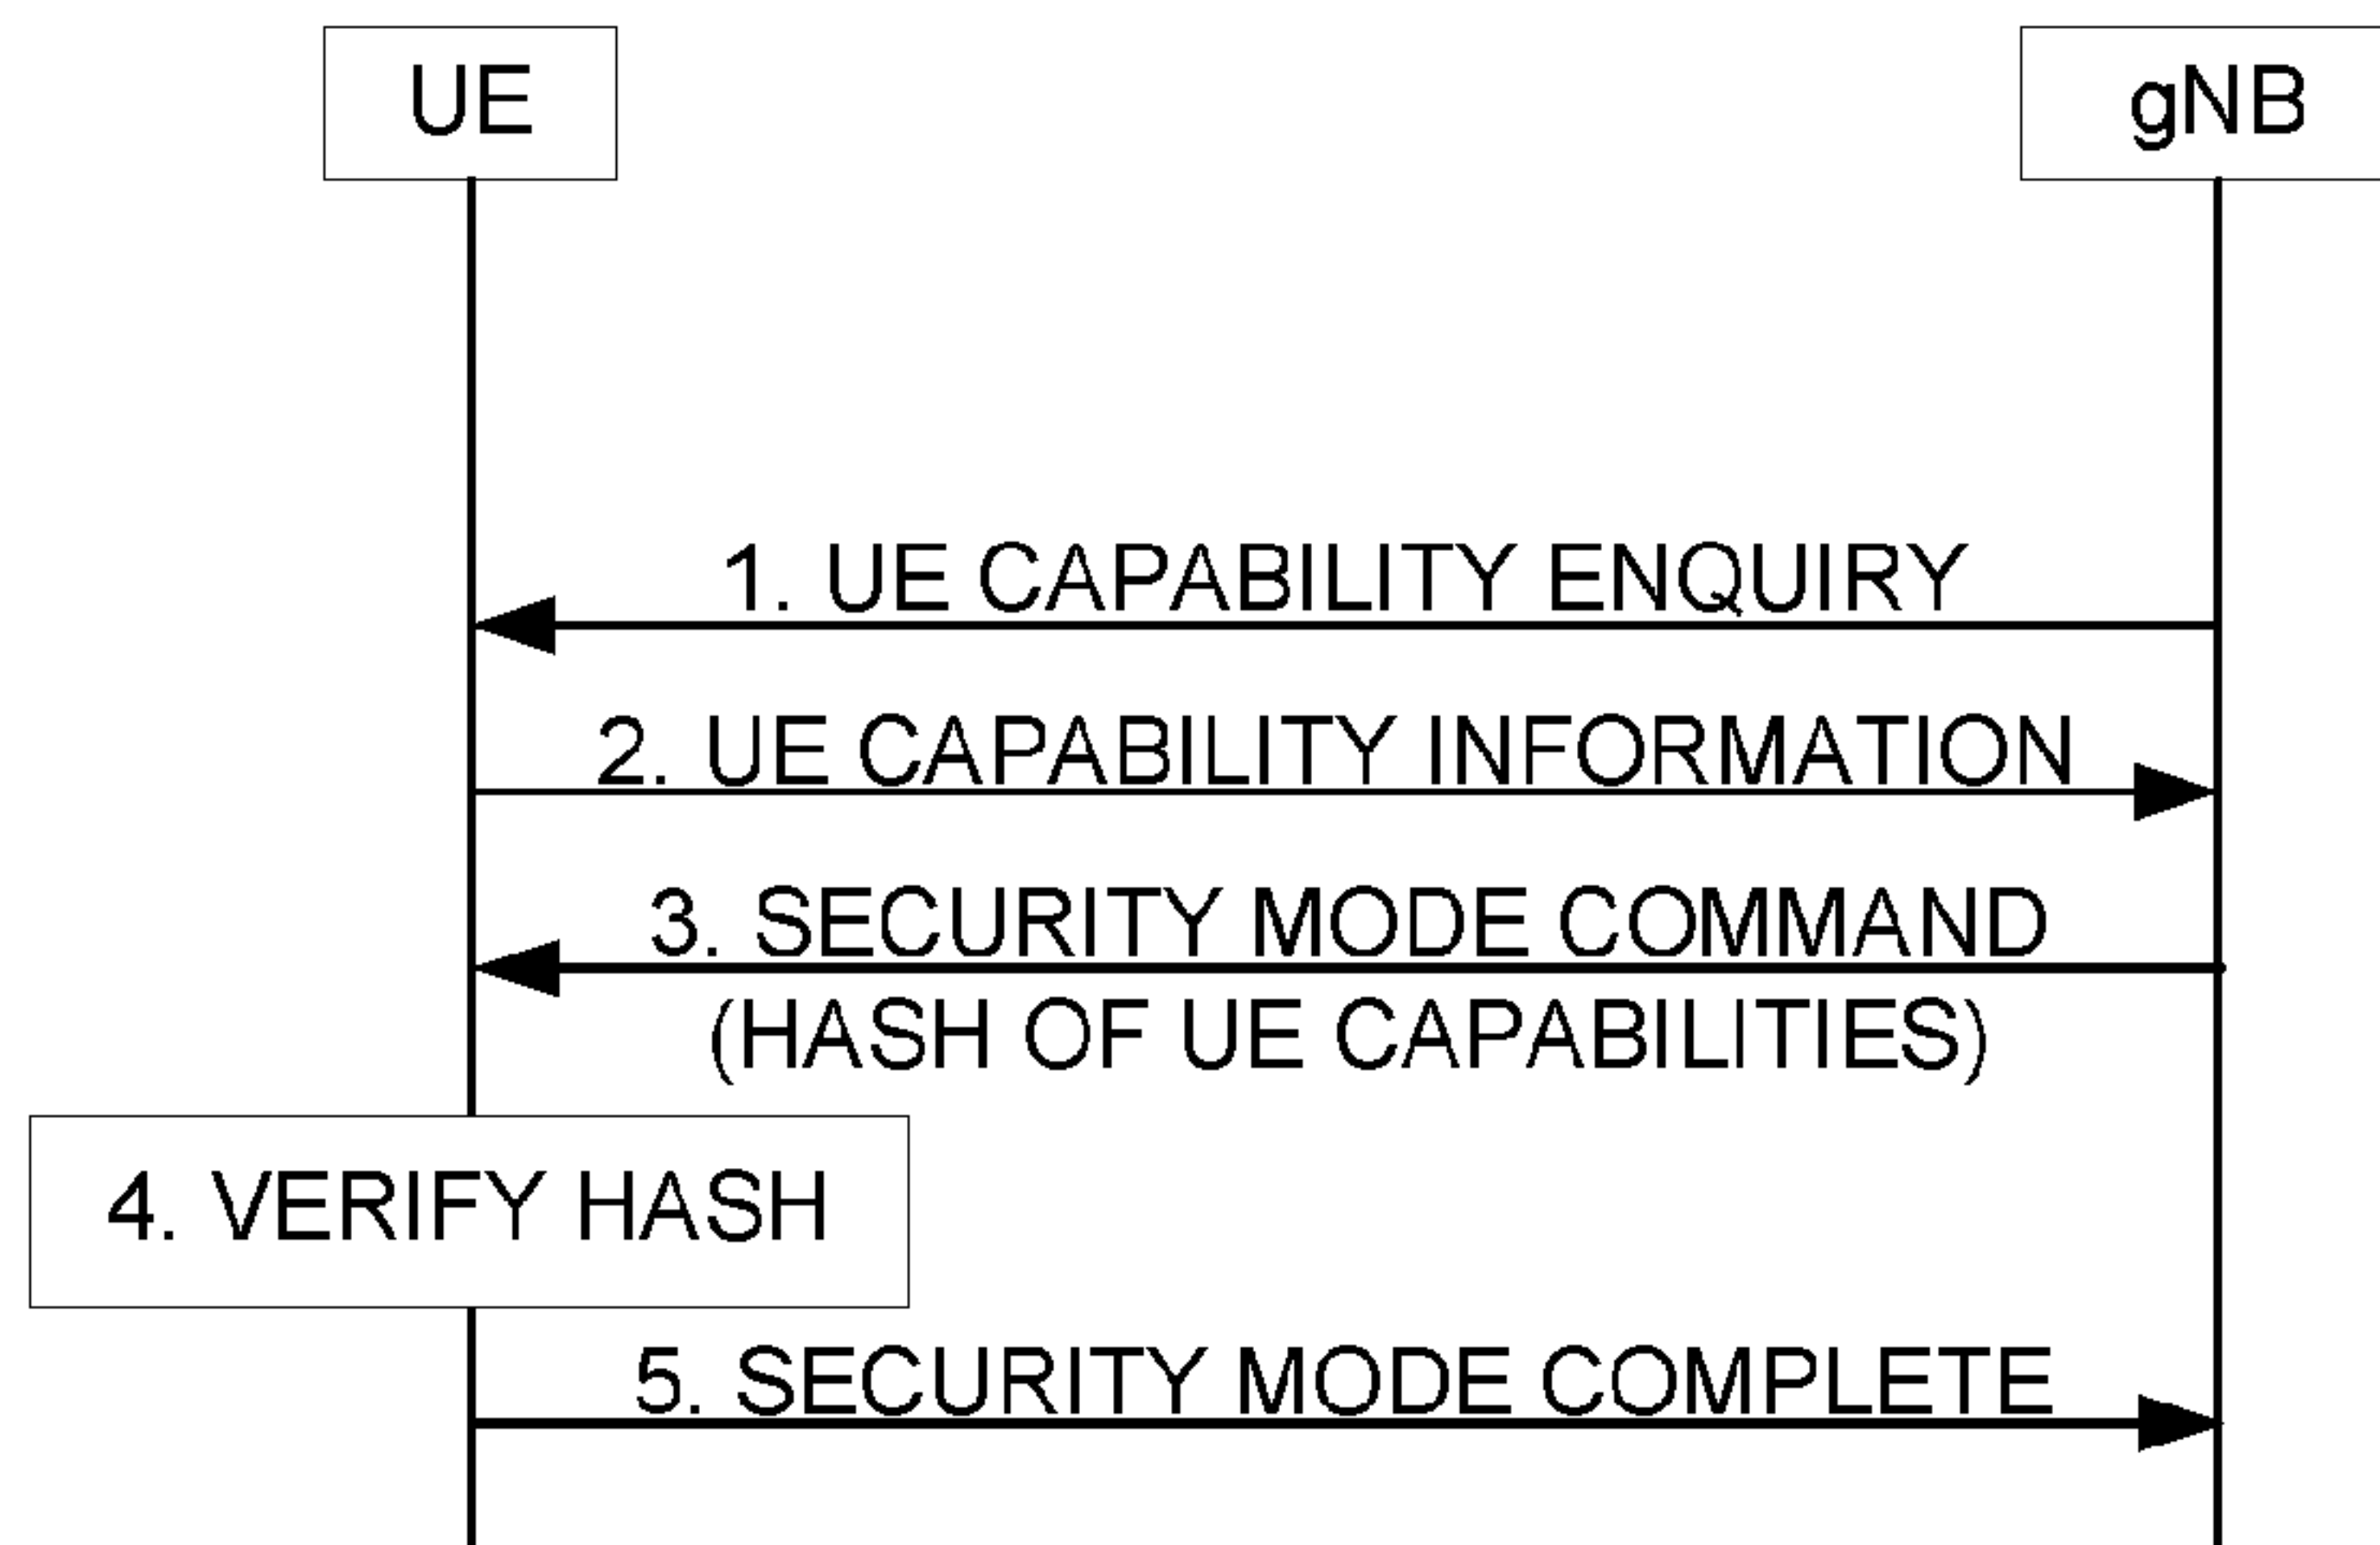 UE
gNB
1. UE CAPABILITY ENQUIRY
2. UE CAPABILITY INFORMATION
3. SECURITY MODE COMMAND
(HASH OF UE CAPABILITIES)
4. VERIFY HASH
5. SECURITY MODE COMPLETE